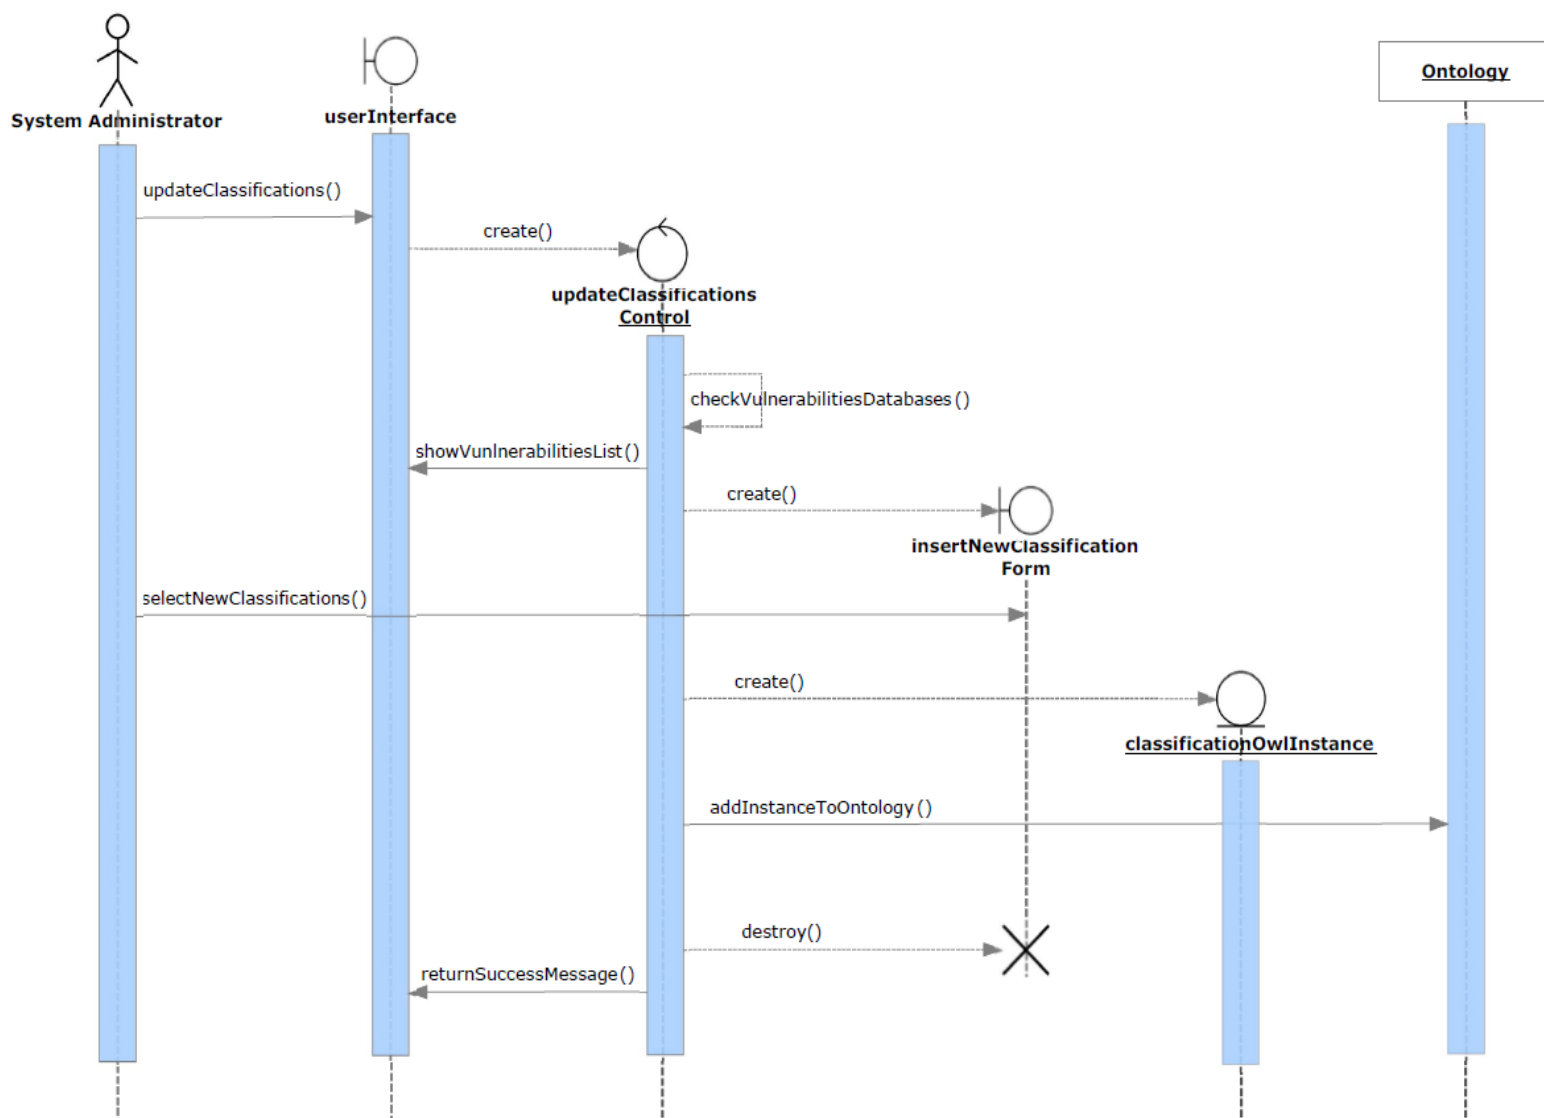 Ontology
System Administrator
userInterface
updateClassifications()
create()
updateClassifications
Control
checkVulnerabilitiesDatabases()
showVunlnerabilitiesList()
create()
insertNewClassification
Form
selectNewClassifications()
create()
classificationOwlInstance
addInstanceToOntology()
destroy()
returnSuccessMessage()